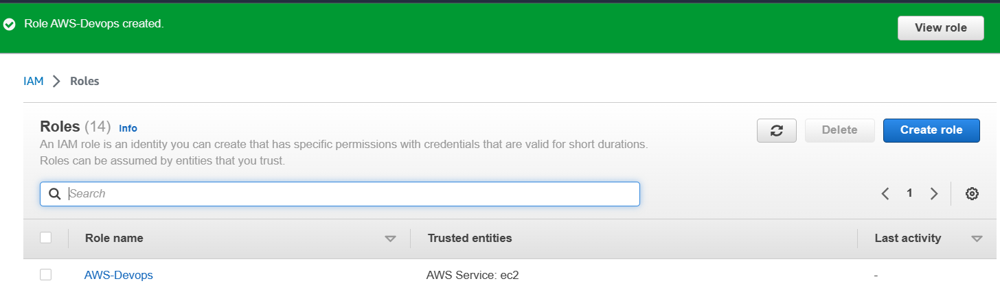 Role AWS-Devops created.
View role
IAM > Roles
Roles (14) Info
An IAM role is an identity you can create that has specific permissions with credentials that are valid for short durations.
Roles can be assumed by entities that you trust.
Delete
Create role
Search
1
Role name
Trusted entities
Last activity
AWS-Devops
AWS Service: ec2
-